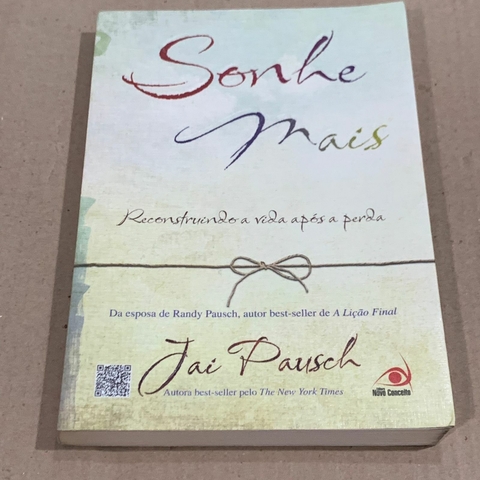 Sonhe
Mais
Reconstruindo a vida após a perda
Da esposa de Randy Pausch, autor best-seller de A Lição Final
Jai Pausch
Autora best-seller pelo The New York Times
Novo Conceito